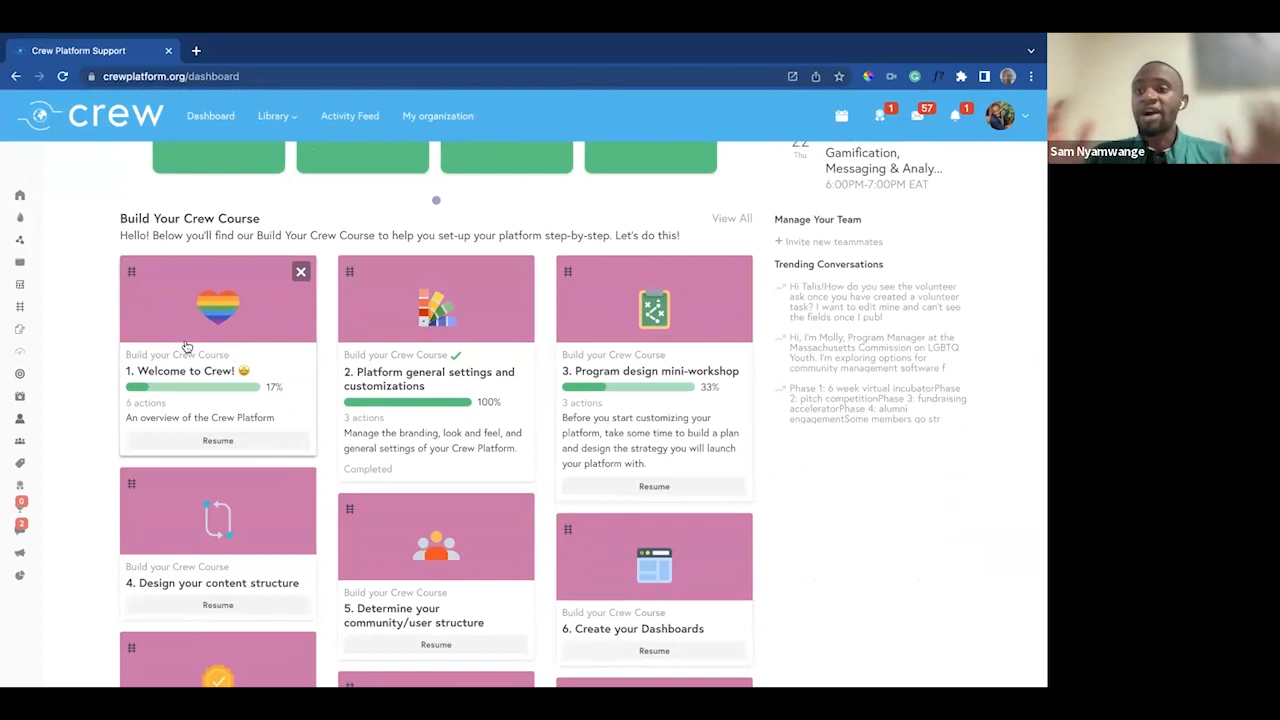 Crew Platform Support
crewplatform.org/dashboard
crew
Dashboard
Library
Activity Feed
My organization
1
57
1
22
Thu
Gamification,
Messaging & Analy...
6:00PM-7:00PM EAT
Sam Nyamwange
Build Your Crew Course
View All
Hello! Below you'll find our Build Your Crew Course to help you set-up your platform step-by-step. Let's do this!
Build your Crew Course
1. Welcome to Crew! 🤩
17%
6 actions
An overview of the Crew Platform
Resume
Build your Crew Course
2. Platform general settings and
customizations
100%
3 actions
Manage the branding, look and feel, and
general settings of your Crew Platform.
Completed
Build your Crew Course
3. Program design mini-workshop
33%
3 actions
Before you start customizing your
platform, take some time to build a plan
and design the strategy you will launch
your platform with.
Resume
Build your Crew Course
4. Design your content structure
Resume
Build your Crew Course
5. Determine your
community/user structure
Resume
Build your Crew Course
6. Create your Dashboards
Resume
Manage Your Team
+ Invite new teammates
Trending Conversations
Hi Talis!How do you see the volunteer
ask once you have created a volunteer
task? I want to edit mine and can't see
the fields once I publ
Hi, I'm Molly, Program Manager at the
Massachusetts Commission on LGBTQ
Youth. I'm exploring options for
community management software f
Phase 1: 6 week virtual incubatorPhase
2: pitch competitionPhase 3: fundraising
acceleratorPhase 4: alumni
engagementSome members go str
0
2